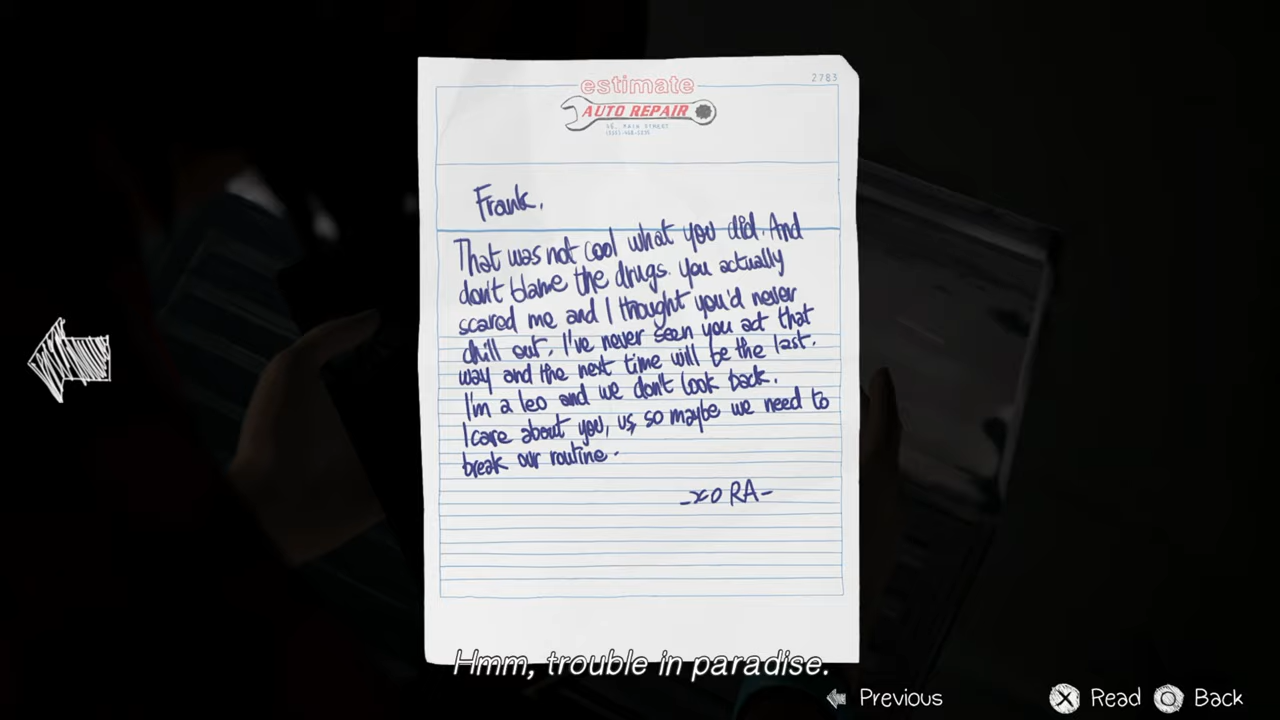 estimate
2783
AUTO REPAIR
MAIN STREET
Frank,
That was not cool what you did. And
don't blame the drugs. You actually
scared me and I thought you'd never
chill out. I've never seen you act that
way and the next time will be the last.
I'm a leo and we don't look back.
I care about you, us, so maybe we need to
break our routine.
-xo RA-
Hmm, trouble in paradise.
Previous
Read
Back